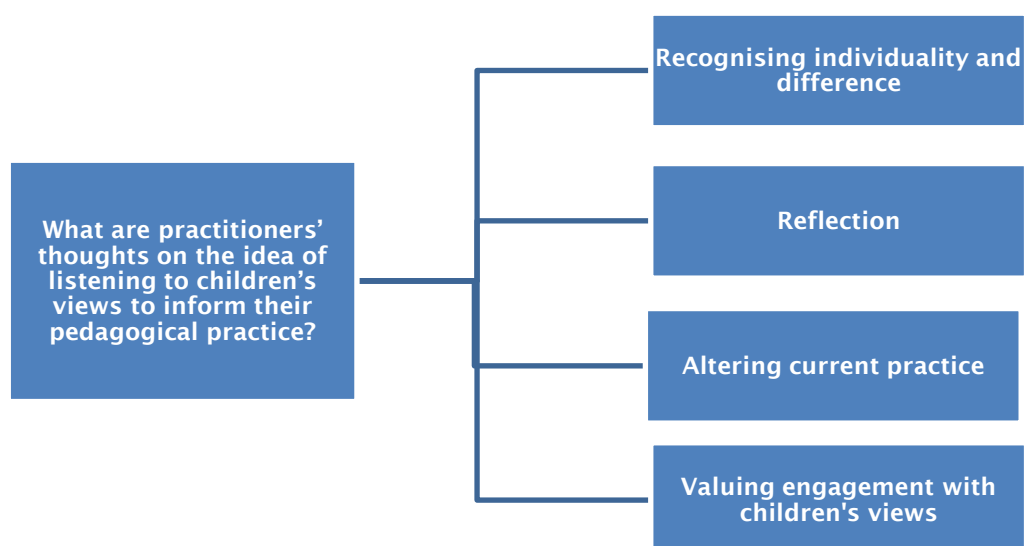 What are practitioners’
thoughts on the idea of
listening to children’s
views to inform their
pedagogical practice?
Recognising individuality and
difference
Reflection
Altering current practice
Valuing engagement with
children's views